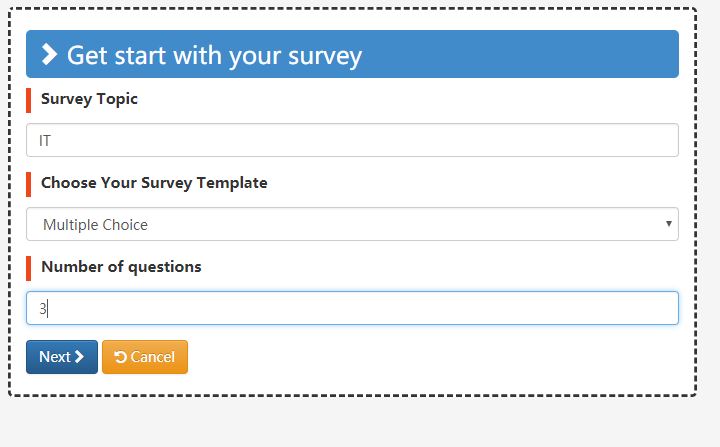 Get start with your survey
Survey Topic
IT
Choose Your Survey Template
Multiple Choice
Number of questions
3
Next Cancel